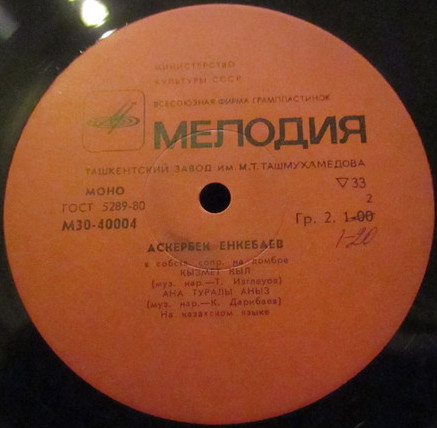 МИНИСТЕРСТВО
КУЛЬТУРЫ СССР
ВСЕСОЮЗНАЯ ФИРМА ГРАМПЛАСТИНОК
МЕЛОДИЯ
ТАШКЕНТСКИЙ ЗАВОД ИМ. М.Т. ТАШМУХАМЕДОВА
МОНО
ГОСТ 5289-80
М30-40004
▽33
2
Гр. 2. 1-00
1-20
АСКЕРБЕК ЕНКЕБАЕВ
в собств. сопр. на домбре
КЫЗМЕТ КЫЛ
(муз. нар.—Т. Изтлеуов)
АНА ТУРАЛЫ АНЫЗ
(муз. нар.— К. Дарибаев)
На казахском языке